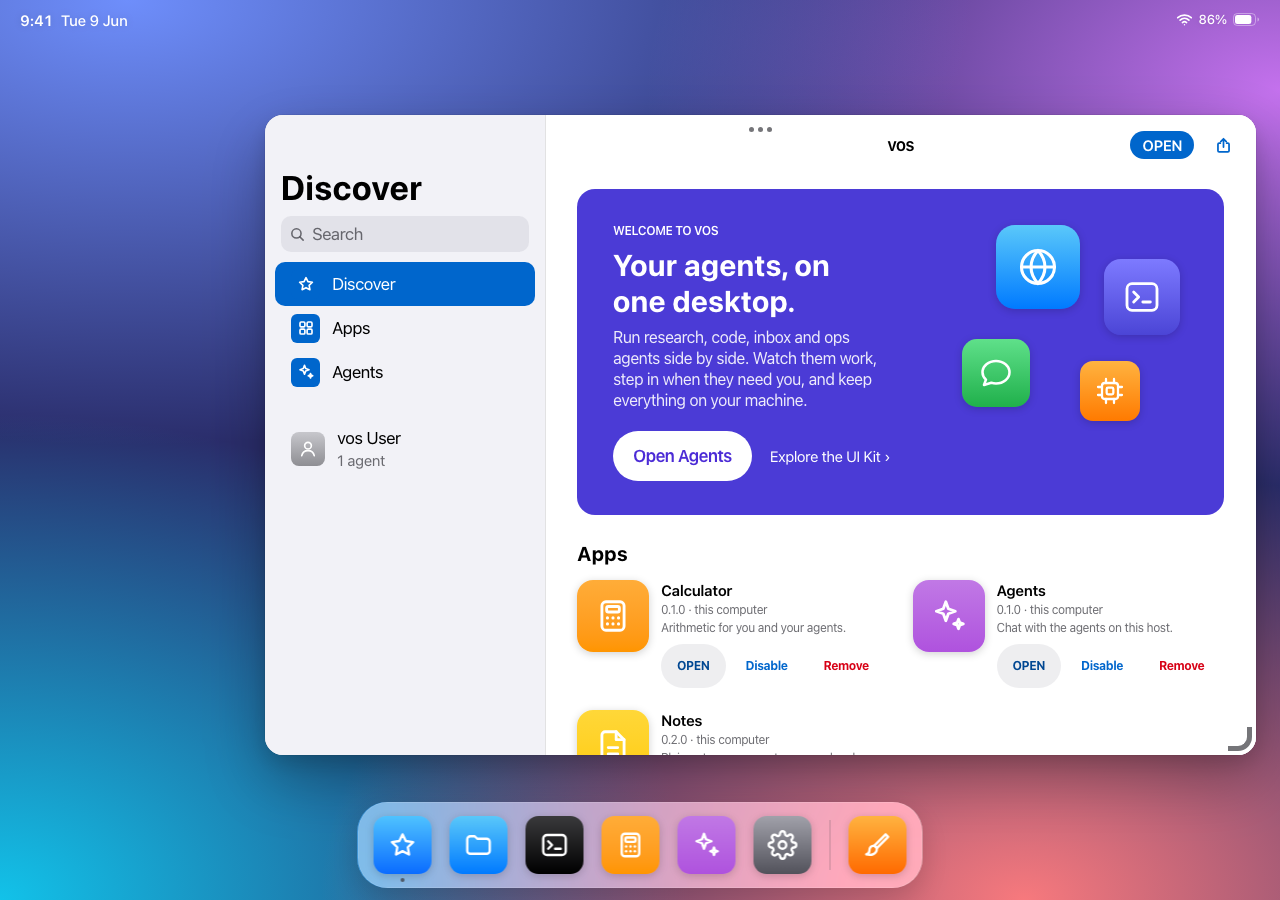 9:41 Tue 9 Jun
86%
Discover
Search
Discover
Apps
Agents
vos User
1 agent
vos
OPEN
WELCOME TO VOS
Your agents, on
one desktop.
Run research, code, inbox and ops
agents side by side. Watch them work,
step in when they need you, and keep
everything on your machine.
Open Agents
Explore the UI Kit ›
Apps
Calculator
0.1.0 · this computer
Arithmetic for you and your agents.
OPEN Disable Remove
Agents
0.1.0 · this computer
Chat with the agents on this host.
OPEN Disable Remove
Notes
0.2.0 · this computer